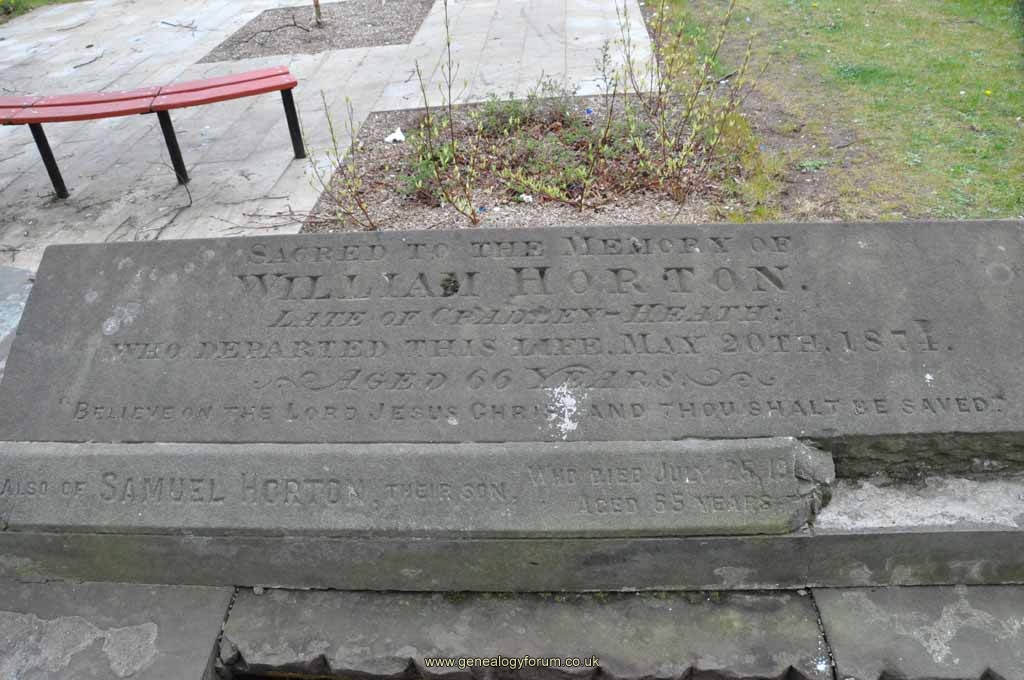 SACRED TO THE MEMORY OF
WILLIAM HORTON.
LATE OF CRADLEY-HEATH:
WHO DEPARTED THIS LIFE, MAY 20TH, 1874.
AGED 66 YEARS.
"BELIEVE ON THE LORD JESUS CHRIST AND THOU SHALT BE SAVED."
ALSO OF SAMUEL HORTON, THEIR SON, WHO DIED JULY 25, 19
AGED 65 YEARS.
www.genealogyforum.co.uk